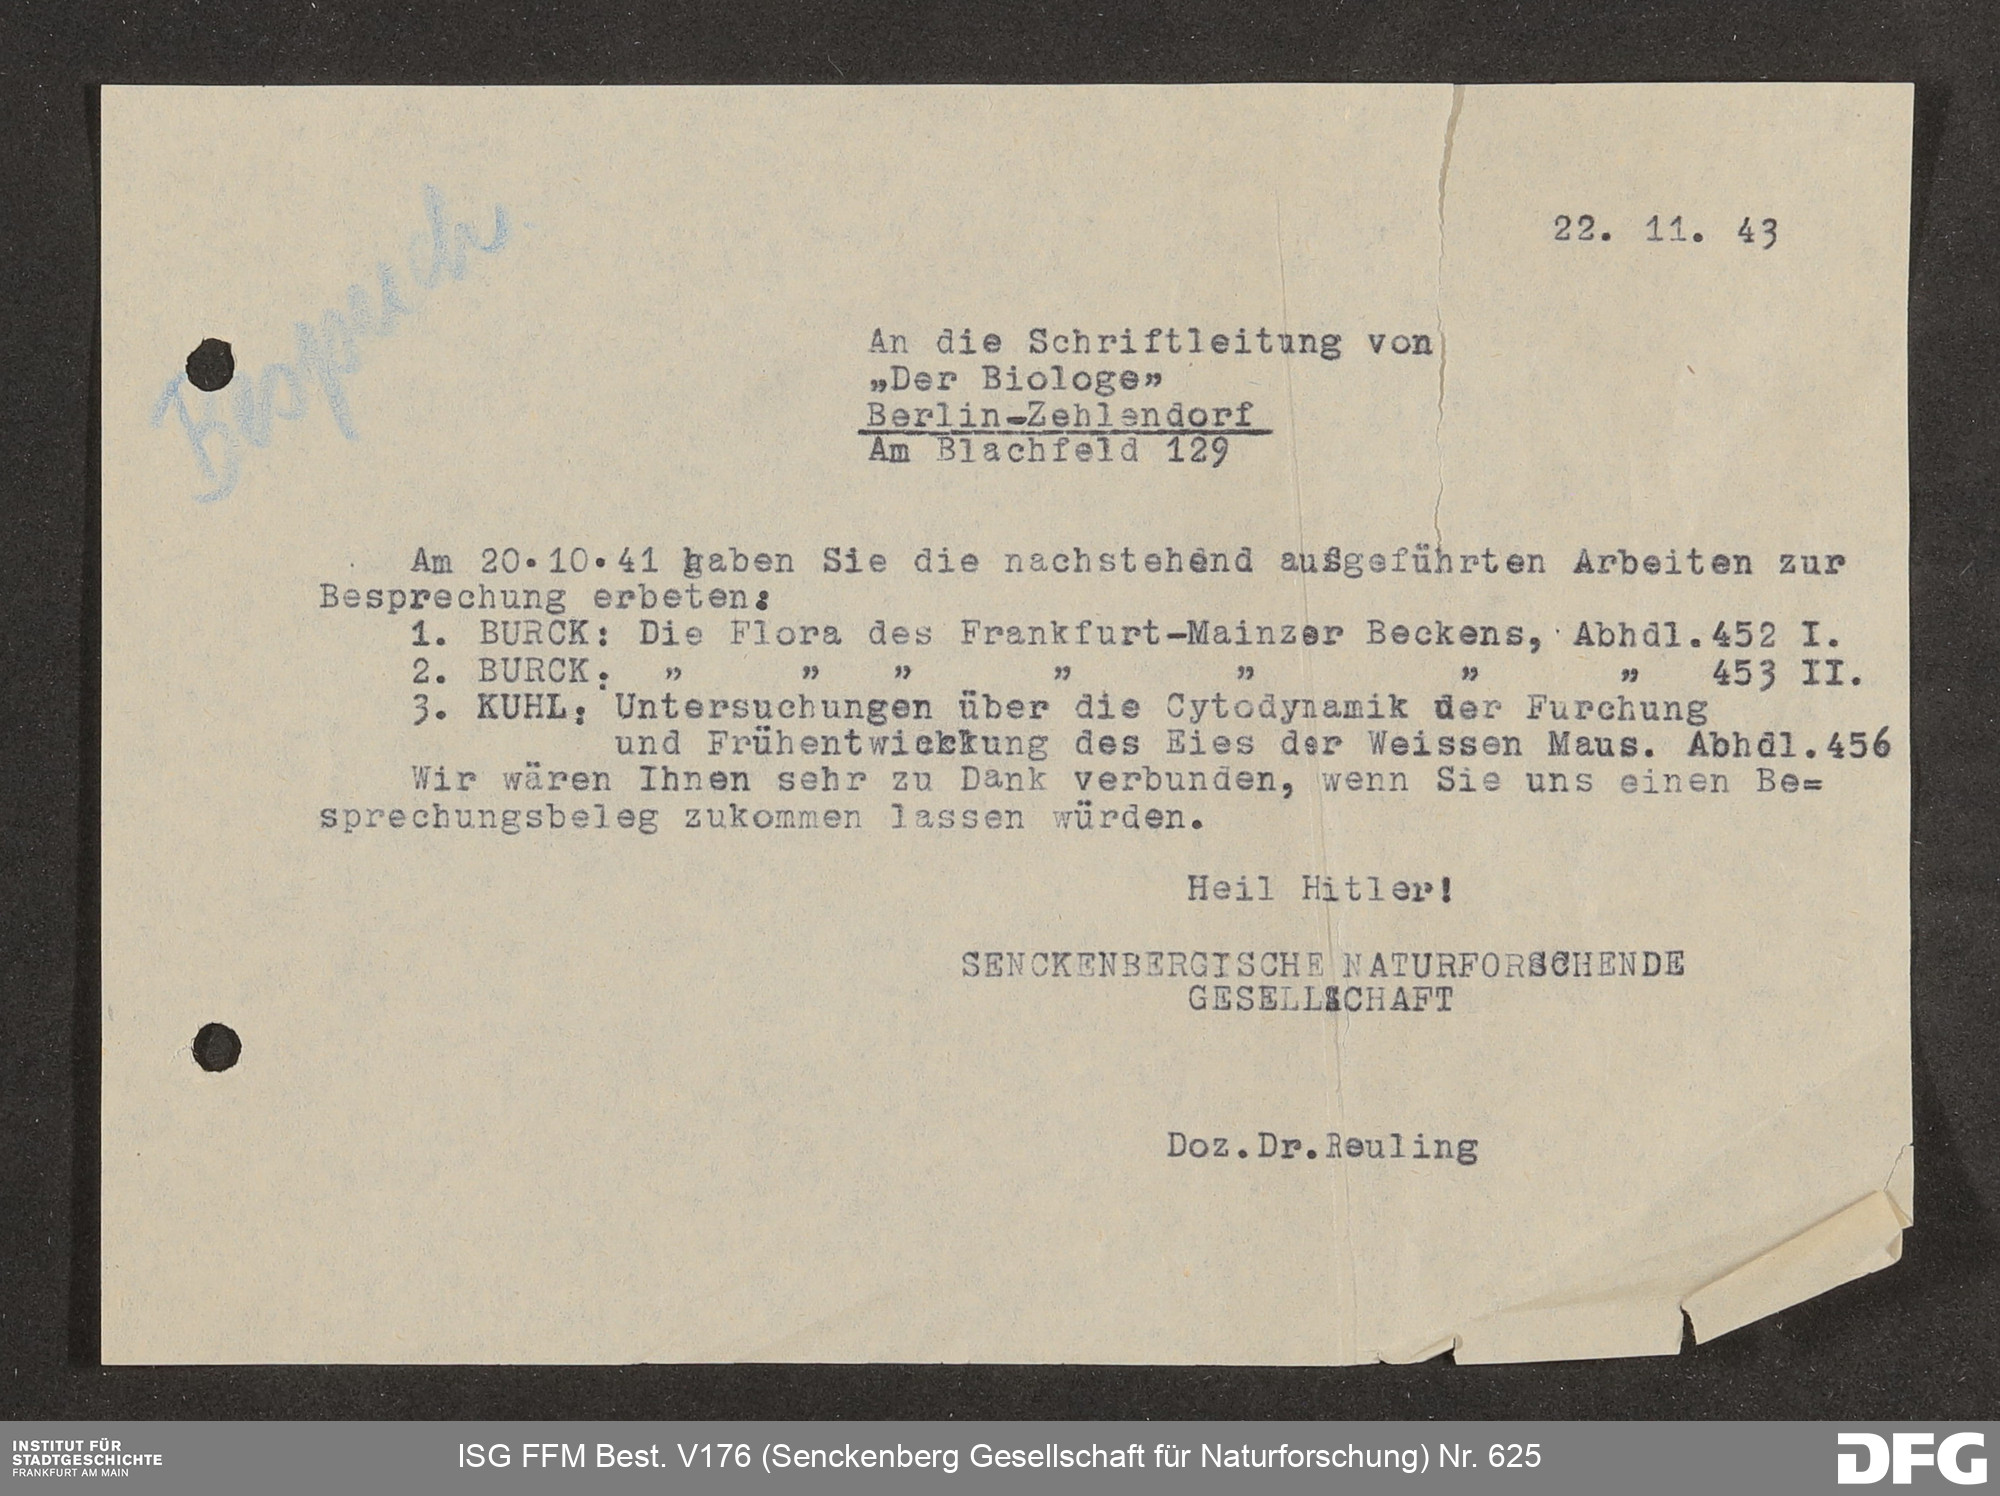 22. 11. 43
An die Schriftleitung von
„Der Biologe”
Berlin-Zehlendorf
Am Blachfeld 129
Am 20.10.41 haben Sie die nachstehend aufgeführten Arbeiten zur
Besprechung erbeten:
1. BURCK: Die Flora des Frankfurt-Mainzer Beckens, Abhdl.452 I.
2. BURCK: „ „ „ „ „ „ „ 453 II.
3. KUHL: Untersuchungen über die Cytodynamik der Furchung
und Frühentwicklung des Eies der Weissen Maus. Abhdl.456
Wir wären Ihnen sehr zu Dank verbunden, wenn Sie uns einen Be=
sprechungsbeleg zukommen lassen würden.
Heil Hitler!
SENCKENBERGISCHE NATURFORSCHENDE
GESELLSCHAFT
Doz.Dr.Reuling
INSTITUT FÜR
STADTGESCHICHTE
FRANKFURT AM MAIN
ISG FFM Best. V176 (Senckenberg Gesellschaft für Naturforschung) Nr. 625
DFG